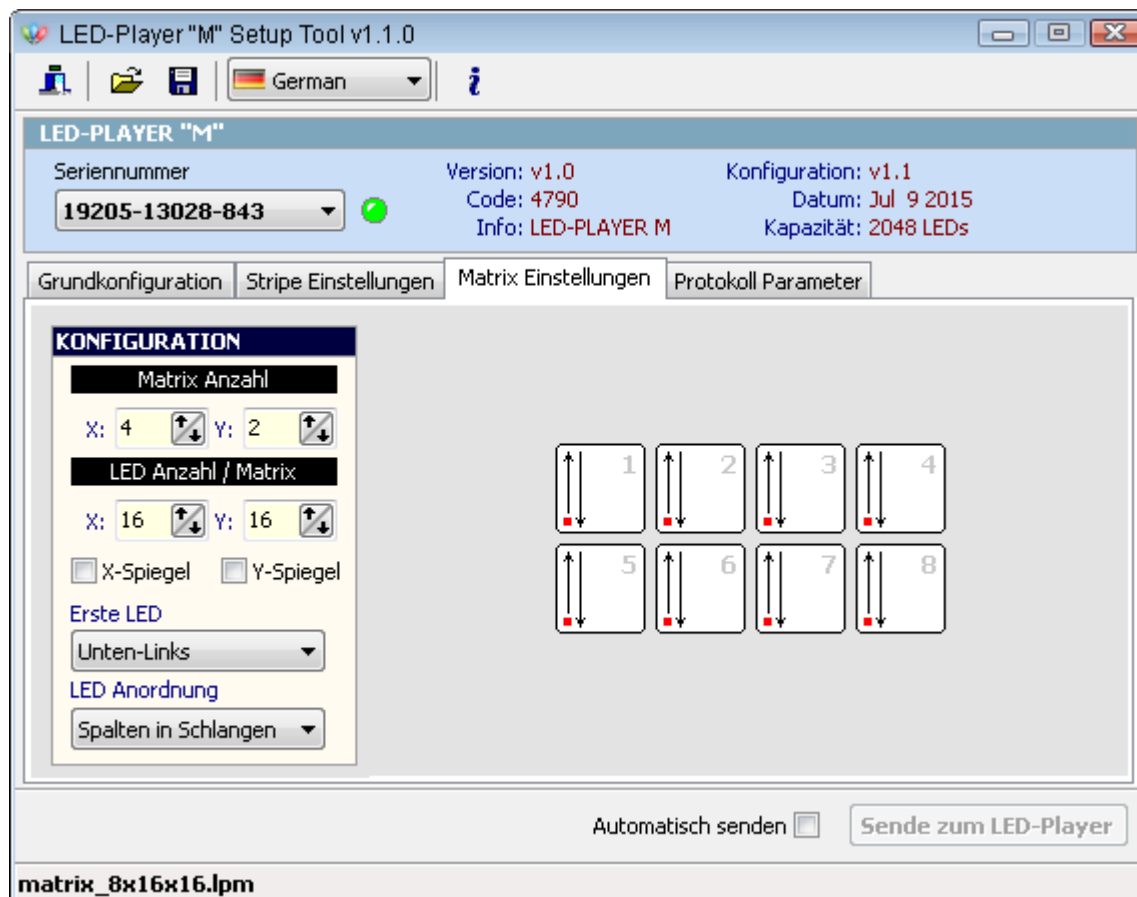 LED-Player "M" Setup Tool v1.1.0
German
i
LED-PLAYER "M"
Seriennummer
19205-13028-843
Version: v1.0
Code: 4790
Info: LED-PLAYER M
Konfiguration: v1.1
Datum: Jul 9 2015
Kapazität: 2048 LEDs
Grundkonfiguration Stripe Einstellungen Matrix Einstellungen Protokoll Parameter
KONFIGURATION
Matrix Anzahl
X: 4 Y: 2
LED Anzahl / Matrix
X: 16 Y: 16
X-Spiegel Y-Spiegel
Erste LED
Unten-Links
LED Anordnung
Spalten in Schlangen
1 2 3 4
5 6 7 8
Automatisch senden Sende zum LED-Player
matrix_8x16x16.lpm